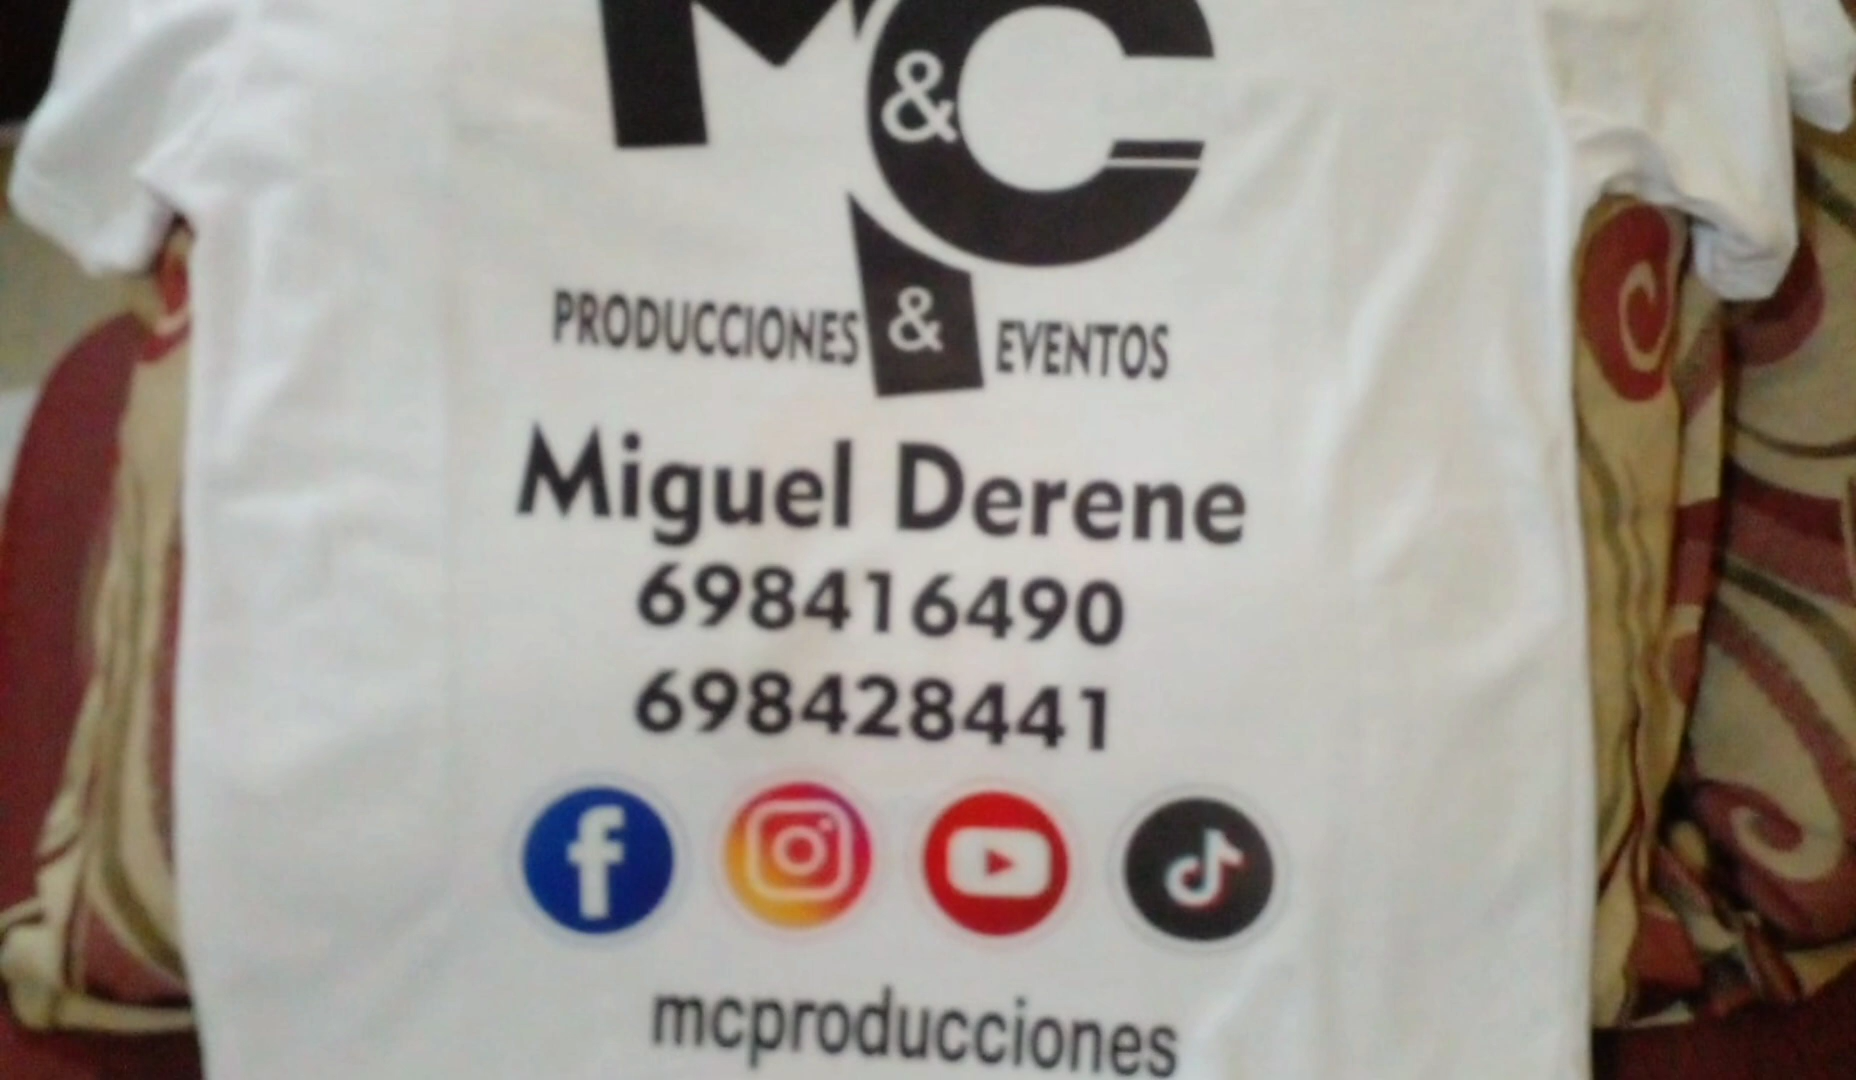 M&C
PRODUCCIONES & EVENTOS
Miguel Derene
698416490
698428441
mcproducciones